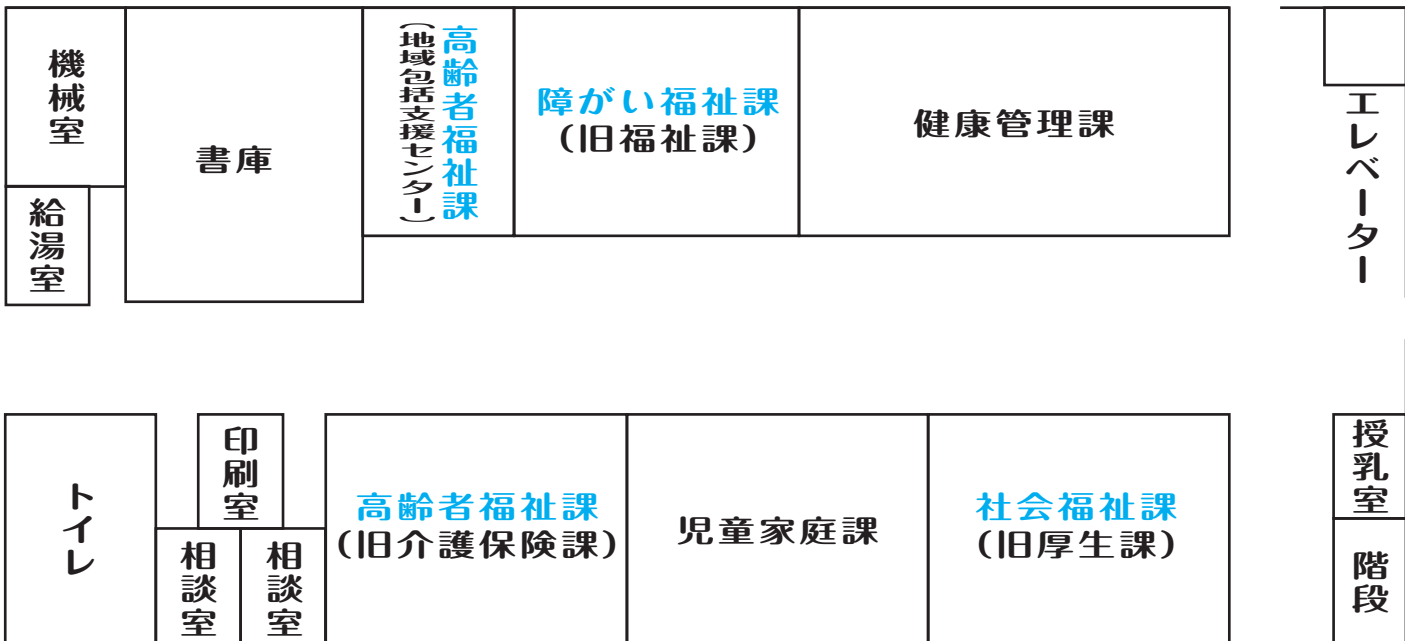 機械室
給湯室
書庫
高齢者福祉課
(地域包括支援センター)
障がい福祉課
(旧福祉課)
健康管理課
エレベーター
トイレ
印刷室
相談室
相談室
高齢者福祉課
(旧介護保険課)
児童家庭課
社会福祉課
(旧厚生課)
授乳室
階段